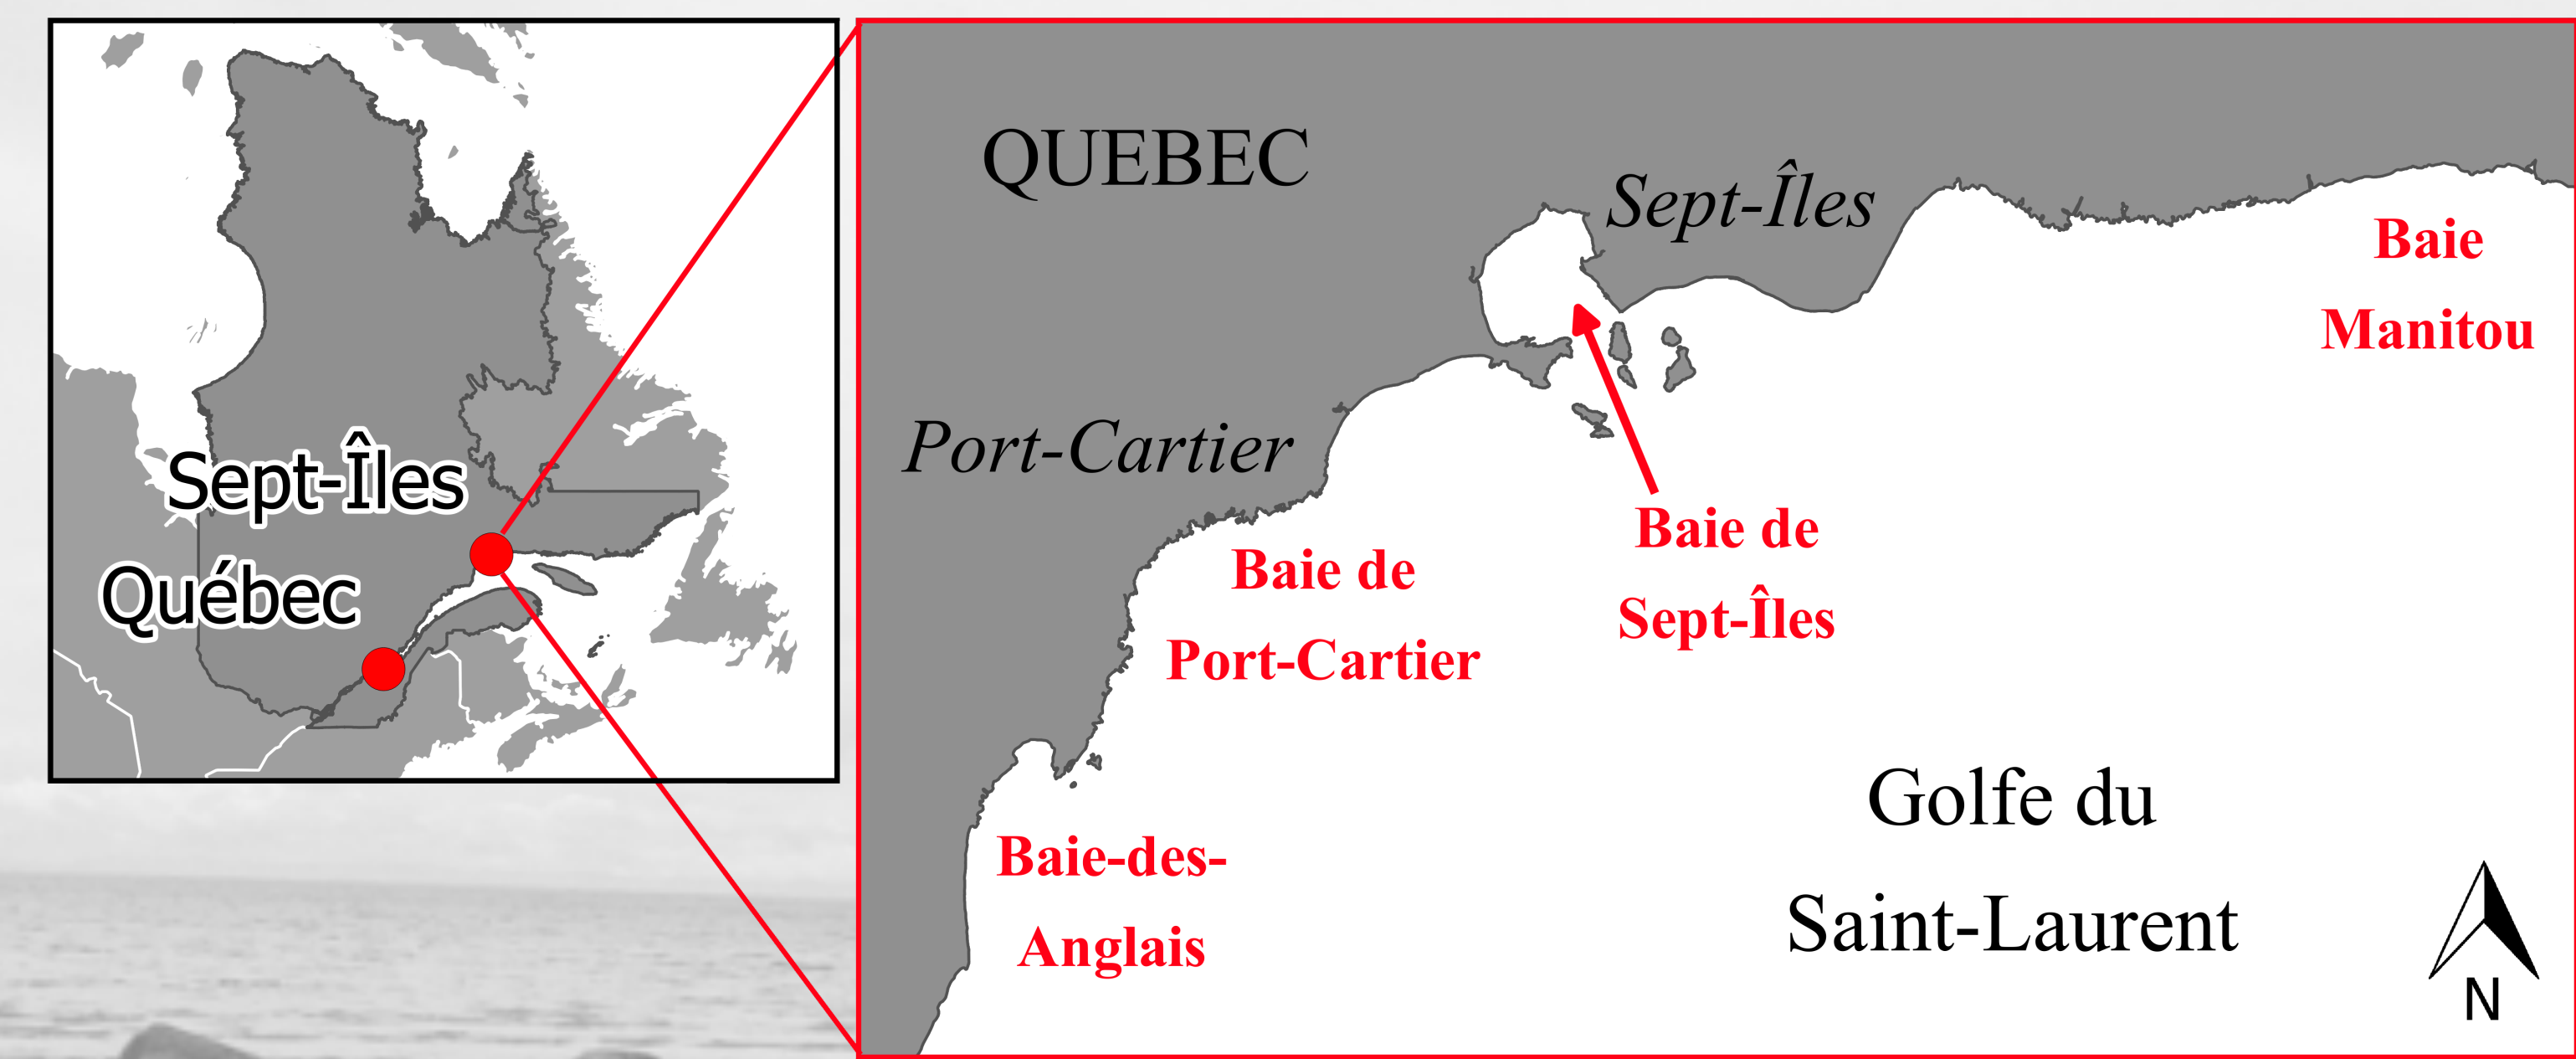 Sept-Îles
Québec
QUEBEC
Sept-Îles
Port-Cartier
Baie
Manitou
Baie de
Sept-Îles
Baie de
Port-Cartier
Baie-des-
Anglais
Golfe du
Saint-Laurent
N